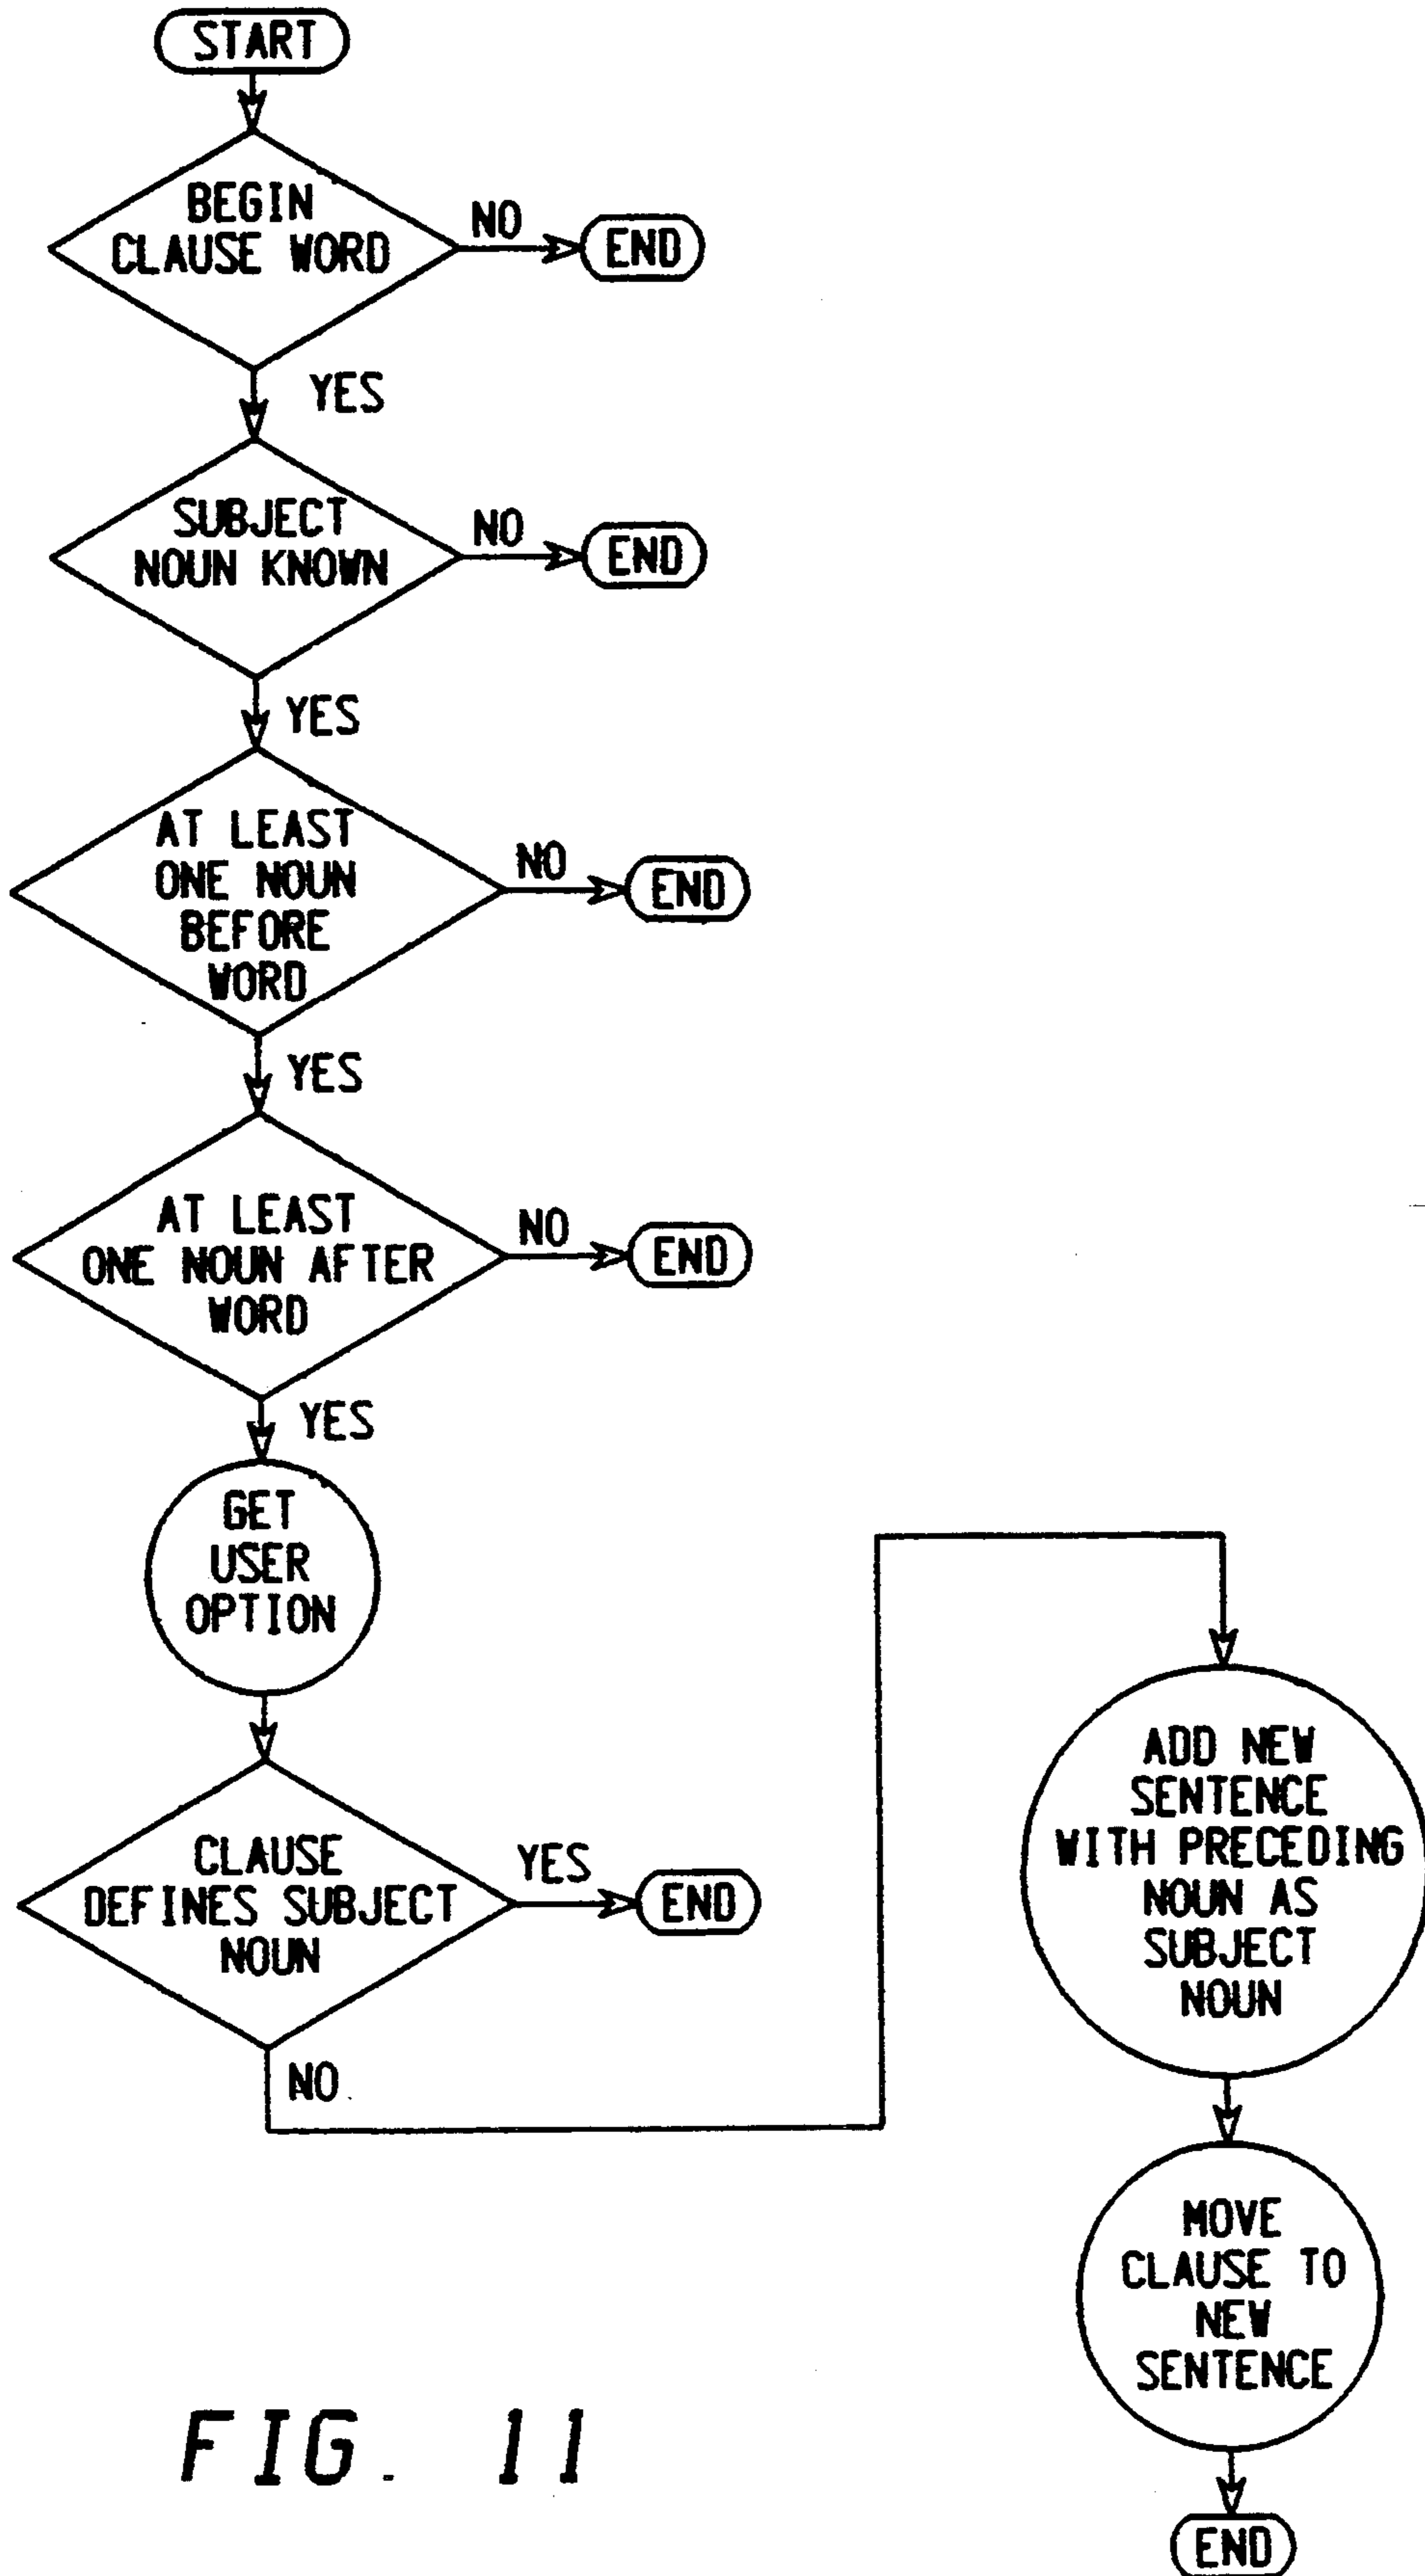 START
BEGIN
CLAUSE WORD
NO
END
YES
SUBJECT
NOUN KNOWN
NO
END
YES
AT LEAST
ONE NOUN
BEFORE
WORD
NO
END
YES
AT LEAST
ONE NOUN AFTER
WORD
NO
END
YES
GET
USER
OPTION
CLAUSE
DEFINES SUBJECT
NOUN
YES
END
NO
ADD NEW
SENTENCE
WITH PRECEDING
NOUN AS
SUBJECT
NOUN
MOVE
CLAUSE TO
NEW
SENTENCE
END
FIG. 11